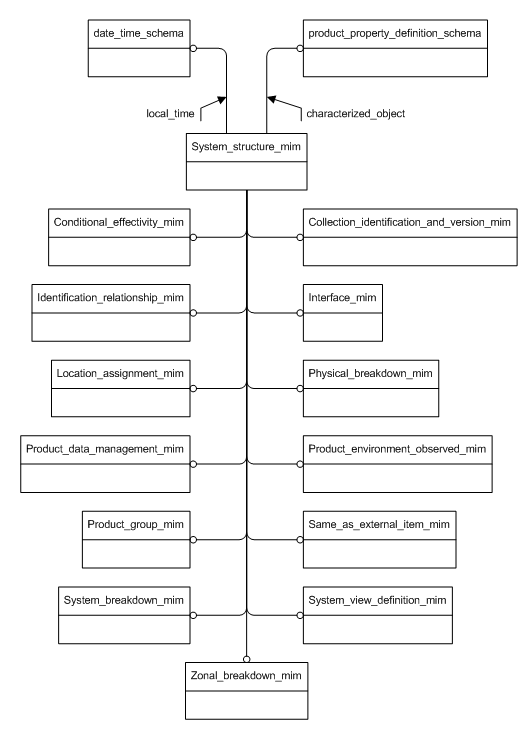 date_time_schema
product_property_definition_schema
local_time
characterized_object
System_structure_mim
Conditional_effectivity_mim
Collection_identification_and_version_mim
Identification_relationship_mim
Interface_mim
Location_assignment_mim
Physical_breakdown_mim
Product_data_management_mim
Product_environment_observed_mim
Product_group_mim
Same_as_external_item_mim
System_breakdown_mim
System_view_definition_mim
Zonal_breakdown_mim